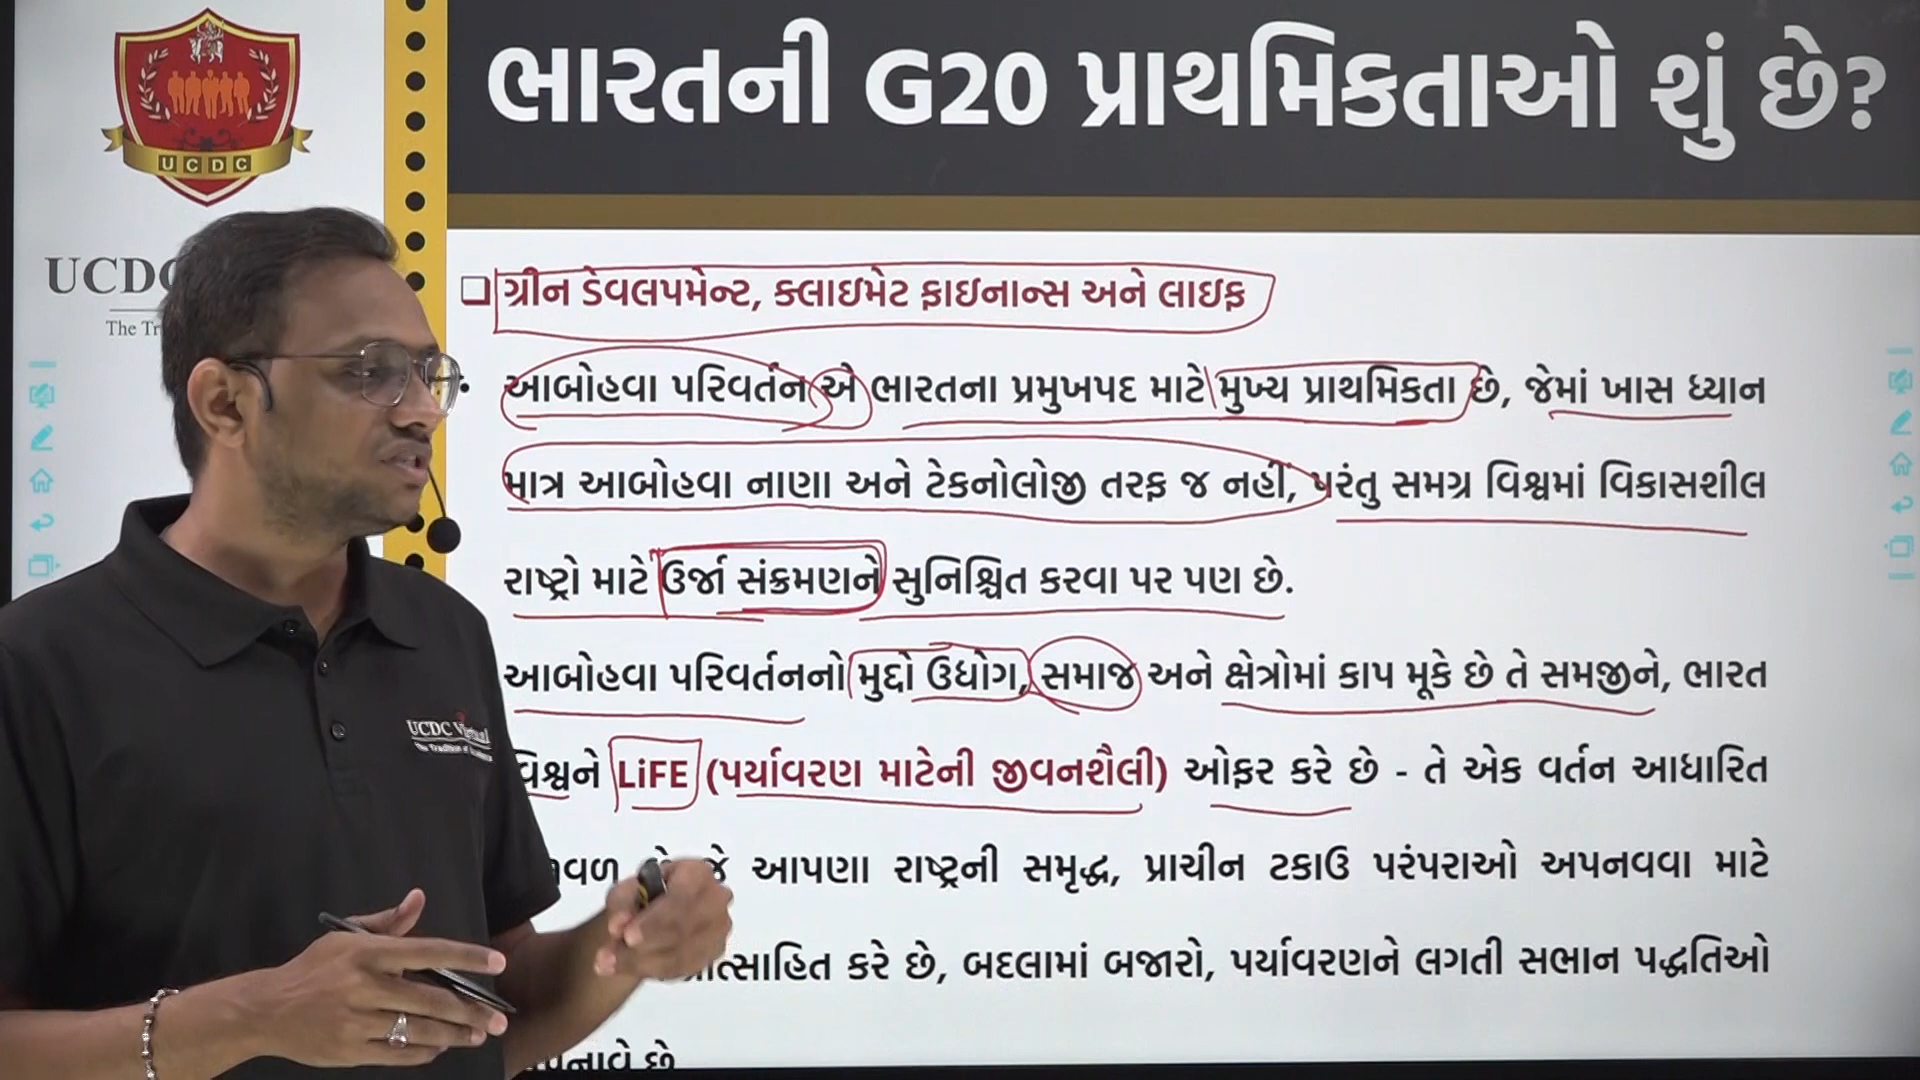 ભારતની G20 પ્રાથમિકતાઓ શું છે?
UCDC
UCDC
The
ગ્રીન ડેવલપમેન્ટ, ક્લાઇમેટ ફાઇનાન્સ અને લાઇફ
આબોહવા પરિવર્તન એ ભારતના પ્રમુખપદ માટે મુખ્ય પ્રાથમિકતા છે, જેમાં ખાસ ધ્યાન
માત્ર આબોહવા નાણા અને ટેકનોલોજી તરફ જ નહીં, પરંતુ સમગ્ર વિશ્વમાં વિકાસશીલ
રાષ્ટ્રો માટે ઉર્જા સંક્રમણને સુનિશ્ચિત કરવા પર પણ છે.
આબોહવા પરિવર્તનનો મુદ્દો ઉદ્યોગ, સમાજ અને ક્ષેત્રોમાં કાપ મૂકે છે તે સમજીને, ભારત
વિશ્વને LiFE (પર્યાવરણ માટેની જીવનશૈલી) ઓફર કરે છે - તે એક વર્તન આધારિત
આપણા રાષ્ટ્રની સમૃદ્ધ, પ્રાચીન ટકાઉ પરંપરાઓ અપનવવા માટે
કરે છે, બદલામાં બજારો, પર્યાવરણને લગતી સભાન પદ્ધતિઓ
છે
UCDC Virtual
The Tradition of